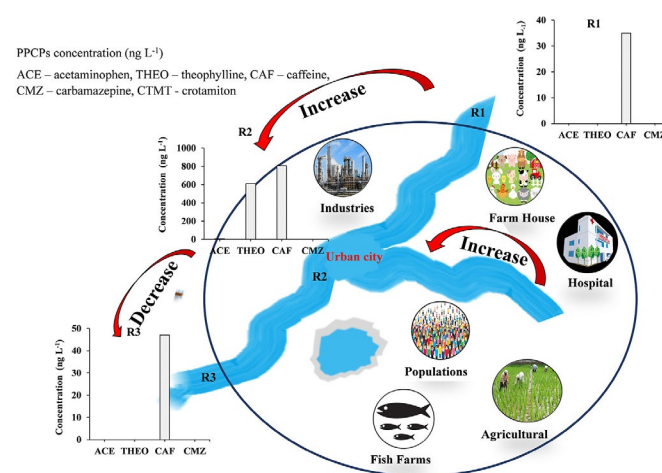 PPCPs concentration (ng L-1)
ACE – acetaminophen, THEO – theophylline, CAF – caffeine,
CMZ – carbamazepine, CTMT - crotamiton
R1
Concentration (ng L-1)
40
30
20
10
0
ACE THEO CAF CMZ
Increase
R1
R2
Concentration (ng L-1)
1000
800
600
400
200
0
ACE THEO CAF CMZ
Industries
Farm House
Increase
Hospital
Urban city
R2
Decrease
R3
Concentration (ng L-1)
50
40
30
20
10
0
ACE THEO CAF CMZ
R3
Populations
Agricultural
Fish Farms